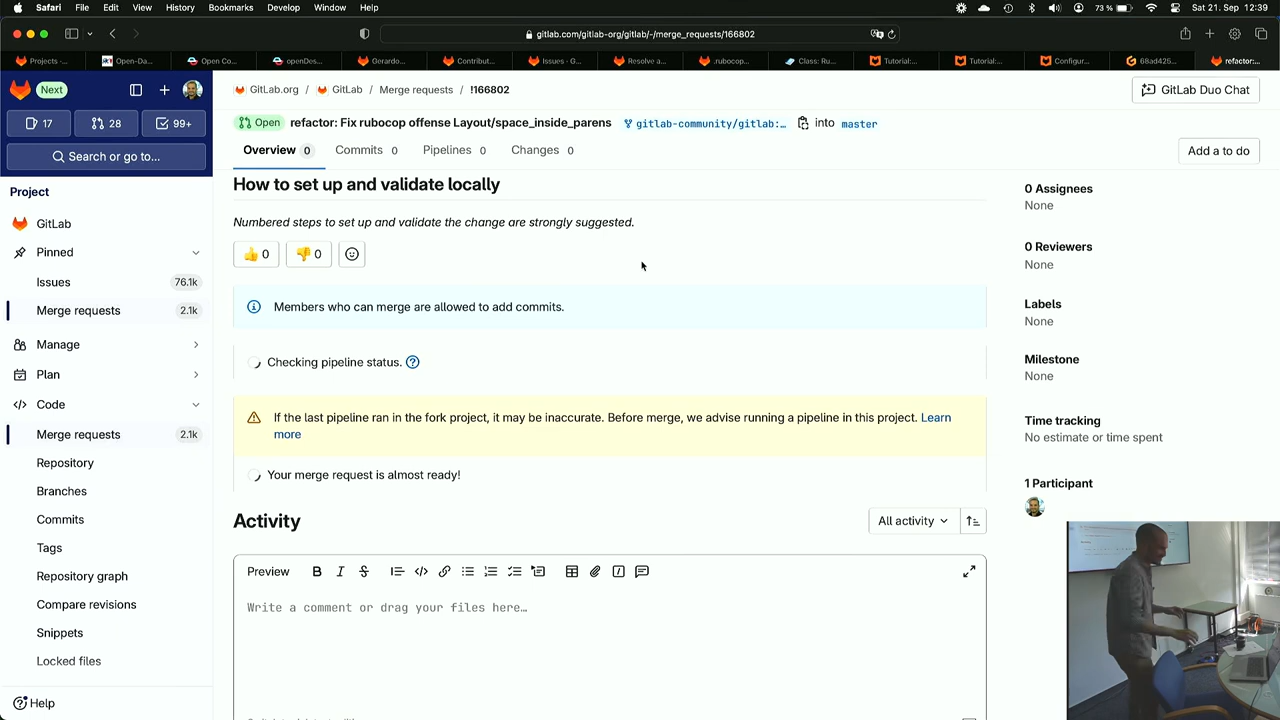 Safari File Edit View History Bookmarks Develop Window Help 73 % Sat 21. Sep 12:39
gitlab.com/gitlab-org/gitlab/-/merge_requests/166802
Projects -... Open-Da... Open Co... openDes... Gerardo... Contribut... Issues · G... Resolve a... .rubocop... Class: Ru... Tutorial:... Tutorial:... Configur... 68ad425... refactor:...
Next
17 28 99+
Search or go to...
Project
GitLab
Pinned
Issues 76.1k
Merge requests 2.1k
Manage
Plan
Code
Merge requests 2.1k
Repository
Branches
Commits
Tags
Repository graph
Compare revisions
Snippets
Locked files
Help
GitLab.org / GitLab / Merge requests / !166802
GitLab Duo Chat
Open refactor: Fix rubocop offense Layout/space_inside_parens gitlab-community/gitlab:… into master
Overview 0 Commits 0 Pipelines 0 Changes 0
Add a to do
How to set up and validate locally
Numbered steps to set up and validate the change are strongly suggested.
👍 0 👎 0
Members who can merge are allowed to add commits.
Checking pipeline status.
If the last pipeline ran in the fork project, it may be inaccurate. Before merge, we advise running a pipeline in this project. Learn
more
Your merge request is almost ready!
Activity
All activity
Preview B I S
Write a comment or drag your files here…
0 Assignees
None
0 Reviewers
None
Labels
None
Milestone
None
Time tracking
No estimate or time spent
1 Participant